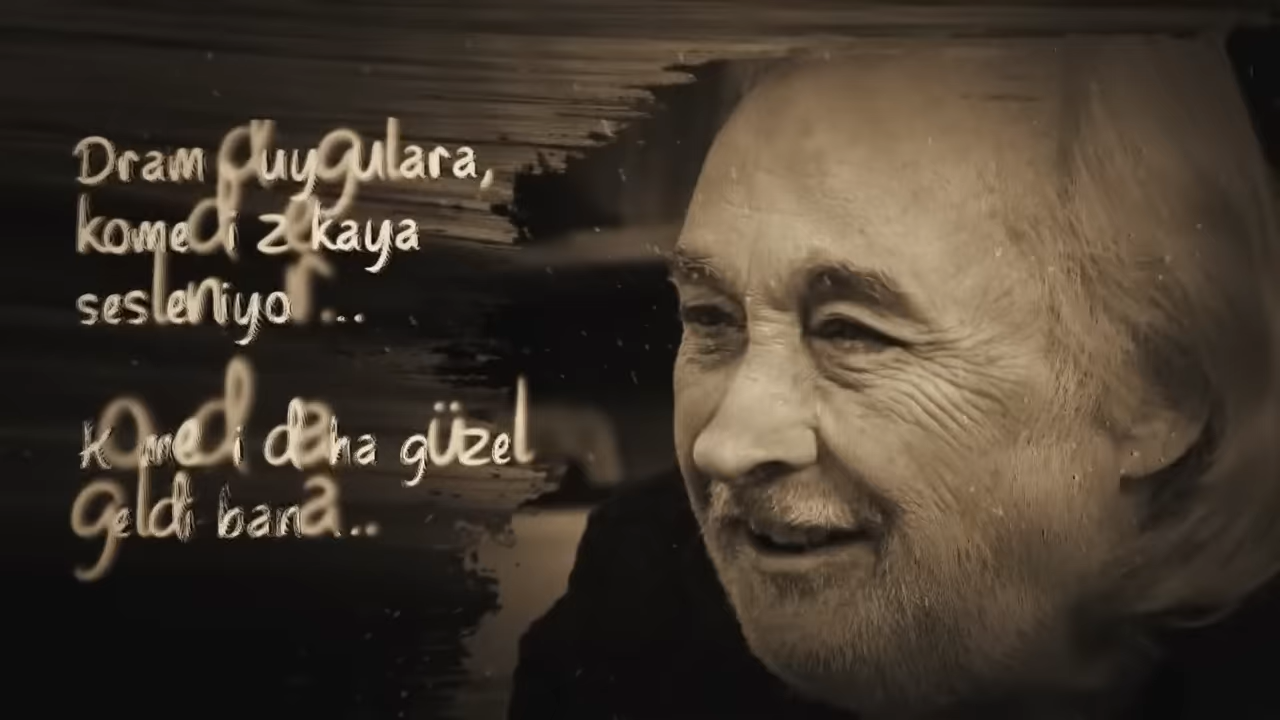 Dram duygulara,
komedi zekaya
sesleniyor...
Komedi daha güzel
geldi bana...